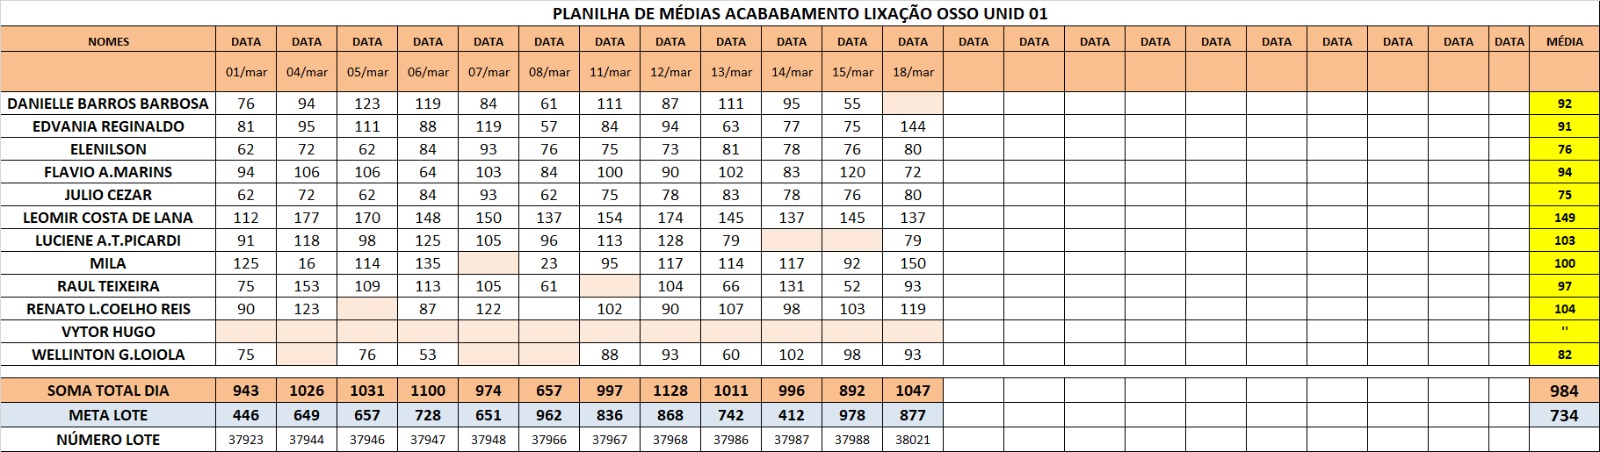 PLANILHA DE MÉDIAS ACABABAMENTO LIXAÇÃO OSSO UNID 01
NOMES DATA DATA DATA DATA DATA DATA DATA DATA DATA DATA DATA DATA DATA DATA DATA DATA DATA DATA DATA DATA DATA DATA MÉDIA
01/mar 04/mar 05/mar 06/mar 07/mar 08/mar 11/mar 12/mar 13/mar 14/mar 15/mar 18/mar
DANIELLE BARROS BARBOSA 76 94 123 119 84 61 111 87 111 95 55 92
EDVANIA REGINALDO 81 95 111 88 119 57 84 94 63 77 75 144 91
ELENILSON 62 72 62 84 93 76 75 73 81 78 76 80 76
FLAVIO A.MARINS 94 106 106 64 103 84 100 90 102 83 120 72 94
JULIO CEZAR 62 72 62 84 93 62 75 78 83 78 76 80 75
LEOMIR COSTA DE LANA 112 177 170 148 150 137 154 174 145 137 145 137 149
LUCIENE A.T.PICARDI 91 118 98 125 105 96 113 128 79 79 103
MILA 125 16 114 135 23 95 117 114 117 92 150 100
RAUL TEIXEIRA 75 153 109 113 105 61 104 66 131 52 93 97
RENATO L.COELHO REIS 90 123 87 122 102 90 107 98 103 119 104
VYTOR HUGO "
WELLINTON G.LOIOLA 75 76 53 88 93 60 102 98 93 82
SOMA TOTAL DIA 943 1026 1031 1100 974 657 997 1128 1011 996 892 1047 984
META LOTE 446 649 657 728 651 962 836 868 742 412 978 877 734
NÚMERO LOTE 37923 37944 37946 37947 37948 37966 37967 37968 37986 37987 37988 38021